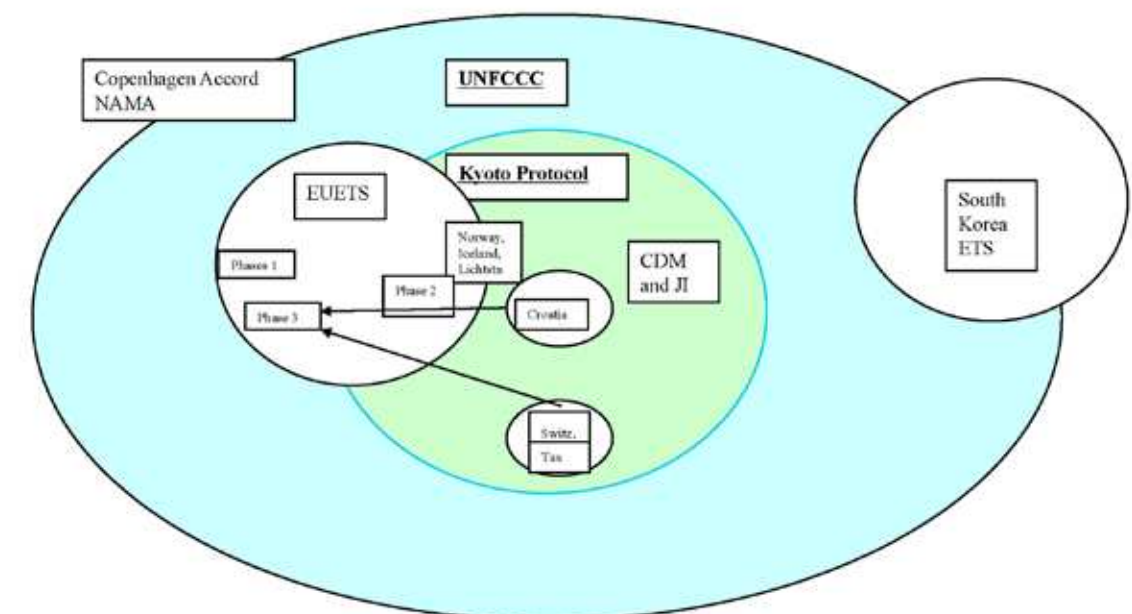 Copenhagen Accord
NAMA
UNFCCC
Kyoto Protocol
EUETS
Norway,
Iceland,
Lichtstn
CDM
and JI
South
Korea
ETS
Phases 1
Phase 2
Phase 3
Croatia
Switz,
Tax